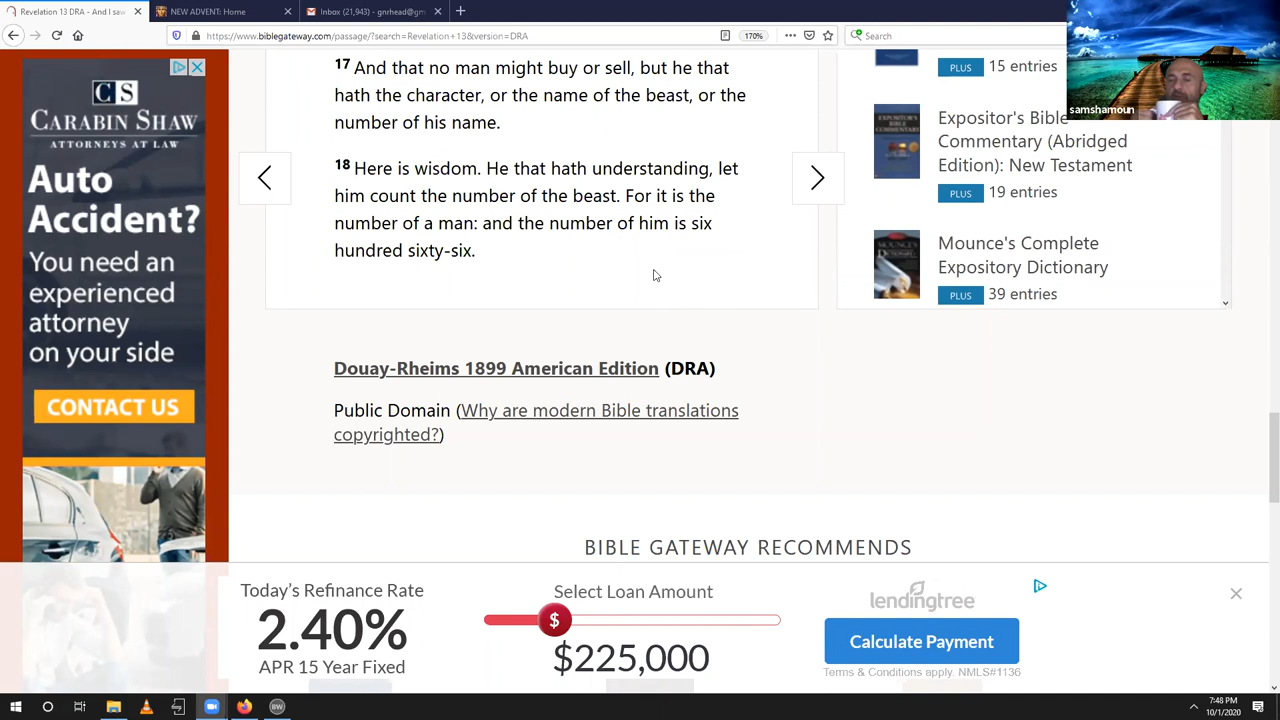 Revelation 13 DRA - And I saw
NEW ADVENT: Home
Inbox (21,943) - gnrhead@gm
https://www.biblegateway.com/passage/?search=Revelation+13&version=DRA
170%
Search
samshamoun
CS
CARABIN SHAW
ATTORNEYS AT LAW
Auto
Accident?
You need an
experienced
attorney
on your side
CONTACT US
17 And that no man might buy or sell, but he that
hath the character, or the name of the beast, or the
number of his name.
18 Here is wisdom. He that hath understanding, let
him count the number of the beast. For it is the
number of a man: and the number of him is six
hundred sixty-six.
PLUS 15 entries
Expositor's Bible
Commentary (Abridged
Edition): New Testament
PLUS 19 entries
Mounce's Complete
Expository Dictionary
PLUS 39 entries
Douay-Rheims 1899 American Edition (DRA)
Public Domain (Why are modern Bible translations
copyrighted?)
BIBLE GATEWAY RECOMMENDS
Today's Refinance Rate
2.40%
APR 15 Year Fixed
Select Loan Amount
$
$225,000
lendingtree
Calculate Payment
Terms & Conditions apply. NMLS#1136
BW
7:48 PM
10/1/2020